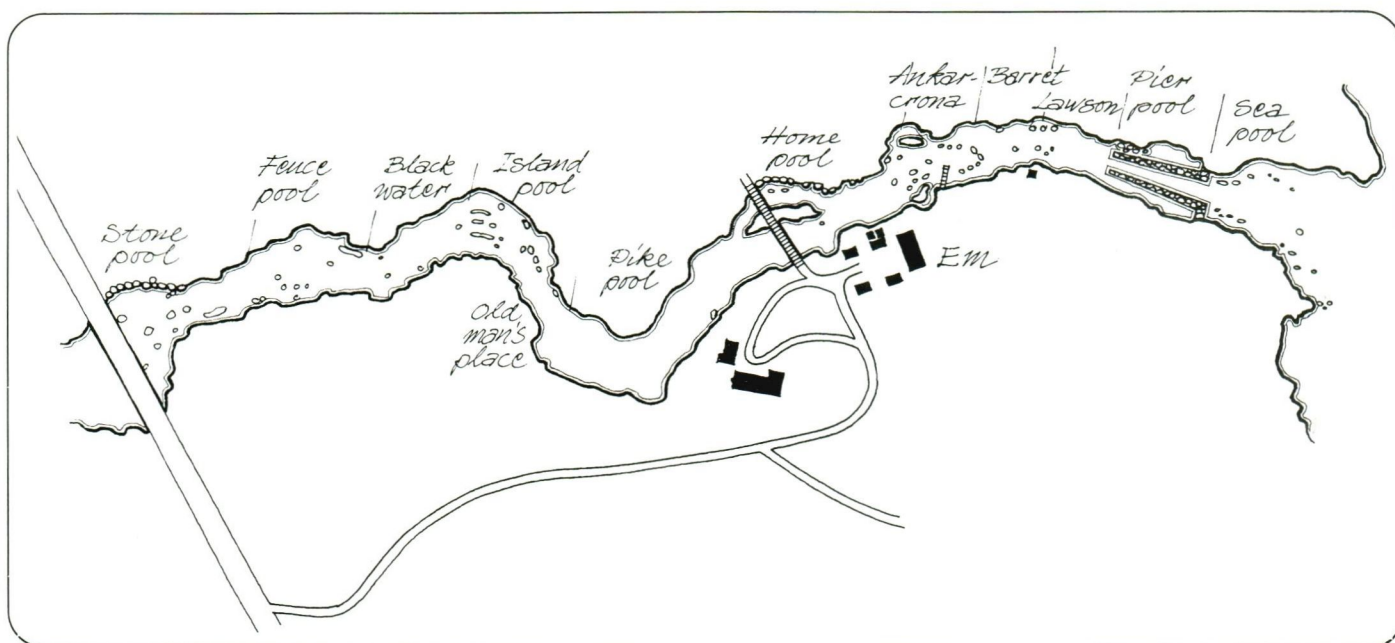 Stone
pool
Fence
pool
Black
water
Island
pool
Old
man's
place
Pike
pool
Home
pool
Em
Ankar-
crona
Barret
Lawson
Pier
pool
Sea
pool